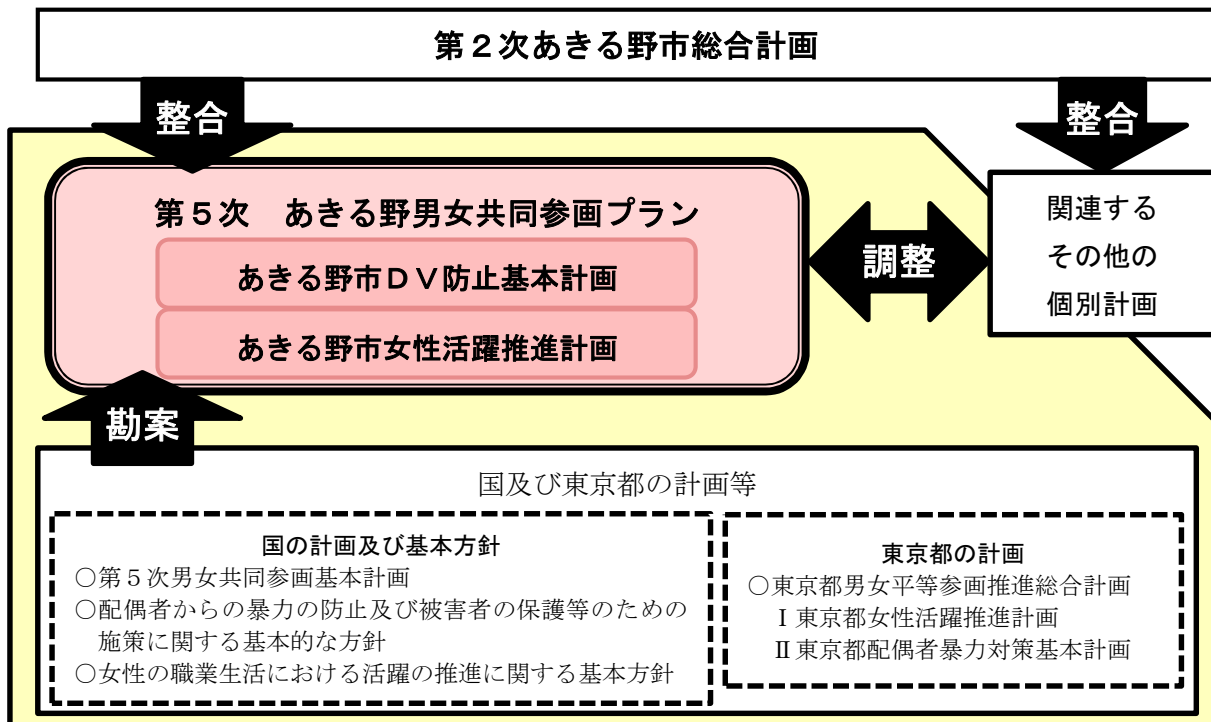 第２次あきる野市総合計画
整合
整合
第５次　あきる野男女共同参画プラン
あきる野市ＤＶ防止基本計画
あきる野市女性活躍推進計画
調整
関連する
その他の
個別計画
勘案
国及び東京都の計画等
国の計画及び基本方針
○第５次男女共同参画基本計画
○配偶者からの暴力の防止及び被害者の保護等のための
施策に関する基本的な方針
○女性の職業生活における活躍の推進に関する基本方針
東京都の計画
○東京都男女平等参画推進総合計画
Ⅰ東京都女性活躍推進計画
Ⅱ東京都配偶者暴力対策基本計画